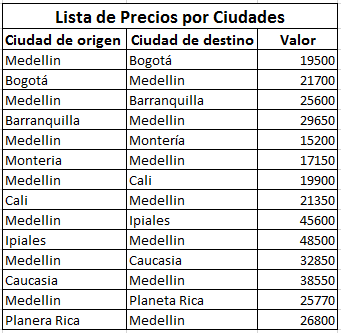 Lista de Precios por Ciudades
Ciudad de origen Ciudad de destino Valor
Medellin Bogotá 19500
Bogotá Medellin 21700
Medellin Barranquilla 25600
Barranquilla Medellin 29650
Medellin Montería 15200
Monteria Medellin 17150
Medellin Cali 19900
Cali Medellin 21350
Medellin Ipiales 45600
Ipiales Medellin 48500
Medellin Caucasia 32850
Caucasia Medellin 38550
Medellin Planeta Rica 25770
Planera Rica Medellin 26800